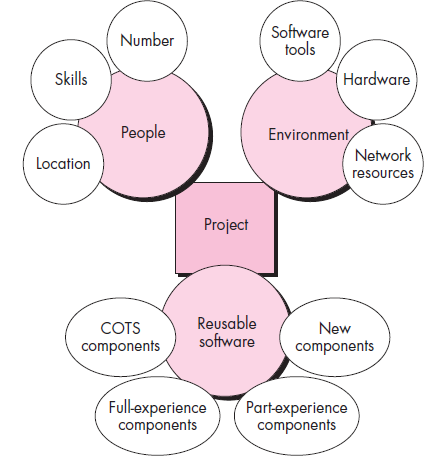 Number
Software
tools
Skills
Hardware
People
Environment
Location
Network
resources
Project
COTS
components
Reusable
software
New
components
Full-experience
components
Part-experience
components